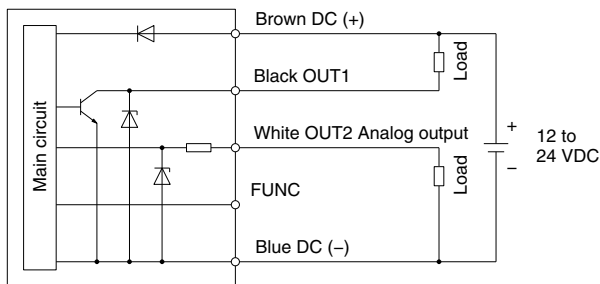 Brown DC (+)
Main circuit
Black OUT1
Load
White OUT2 Analog output
+
12 to
24 VDC
−
Load
FUNC
Blue DC (−)